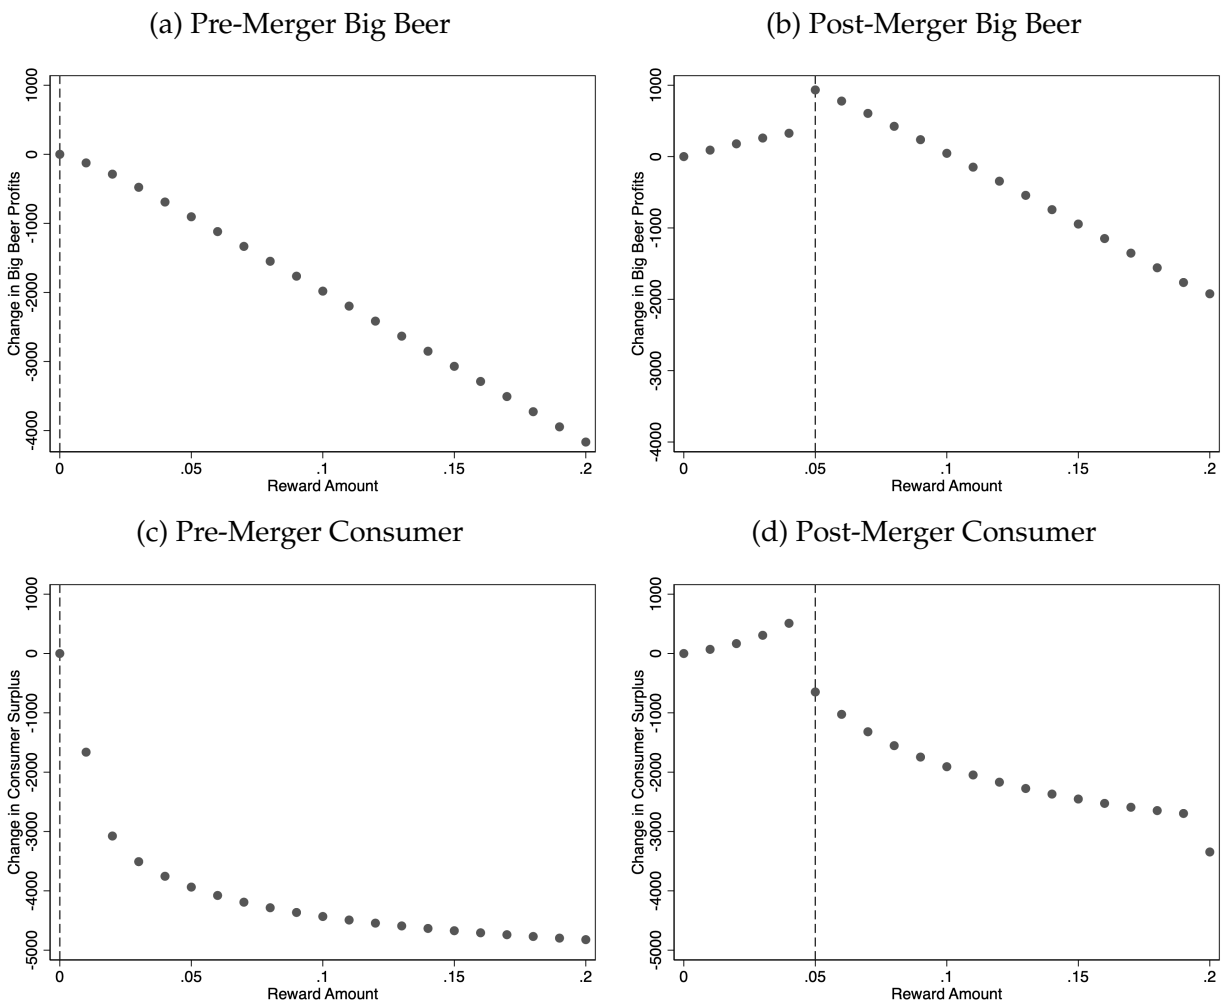 (a) Pre-Merger Big Beer
Change in Big Beer Profits
1000
0
-1000
-2000
-3000
-4000
0 .05 .1 .15 .2
Reward Amount
(b) Post-Merger Big Beer
Change in Big Beer Profits
1000
0
-1000
-2000
-3000
-4000
0 .05 .1 .15 .2
Reward Amount
(c) Pre-Merger Consumer
Change in Consumer Surplus
1000
0
-1000
-2000
-3000
-4000
-5000
0 .05 .1 .15 .2
Reward Amount
(d) Post-Merger Consumer
Change in Consumer Surplus
1000
0
-1000
-2000
-3000
-4000
-5000
0 .05 .1 .15 .2
Reward Amount